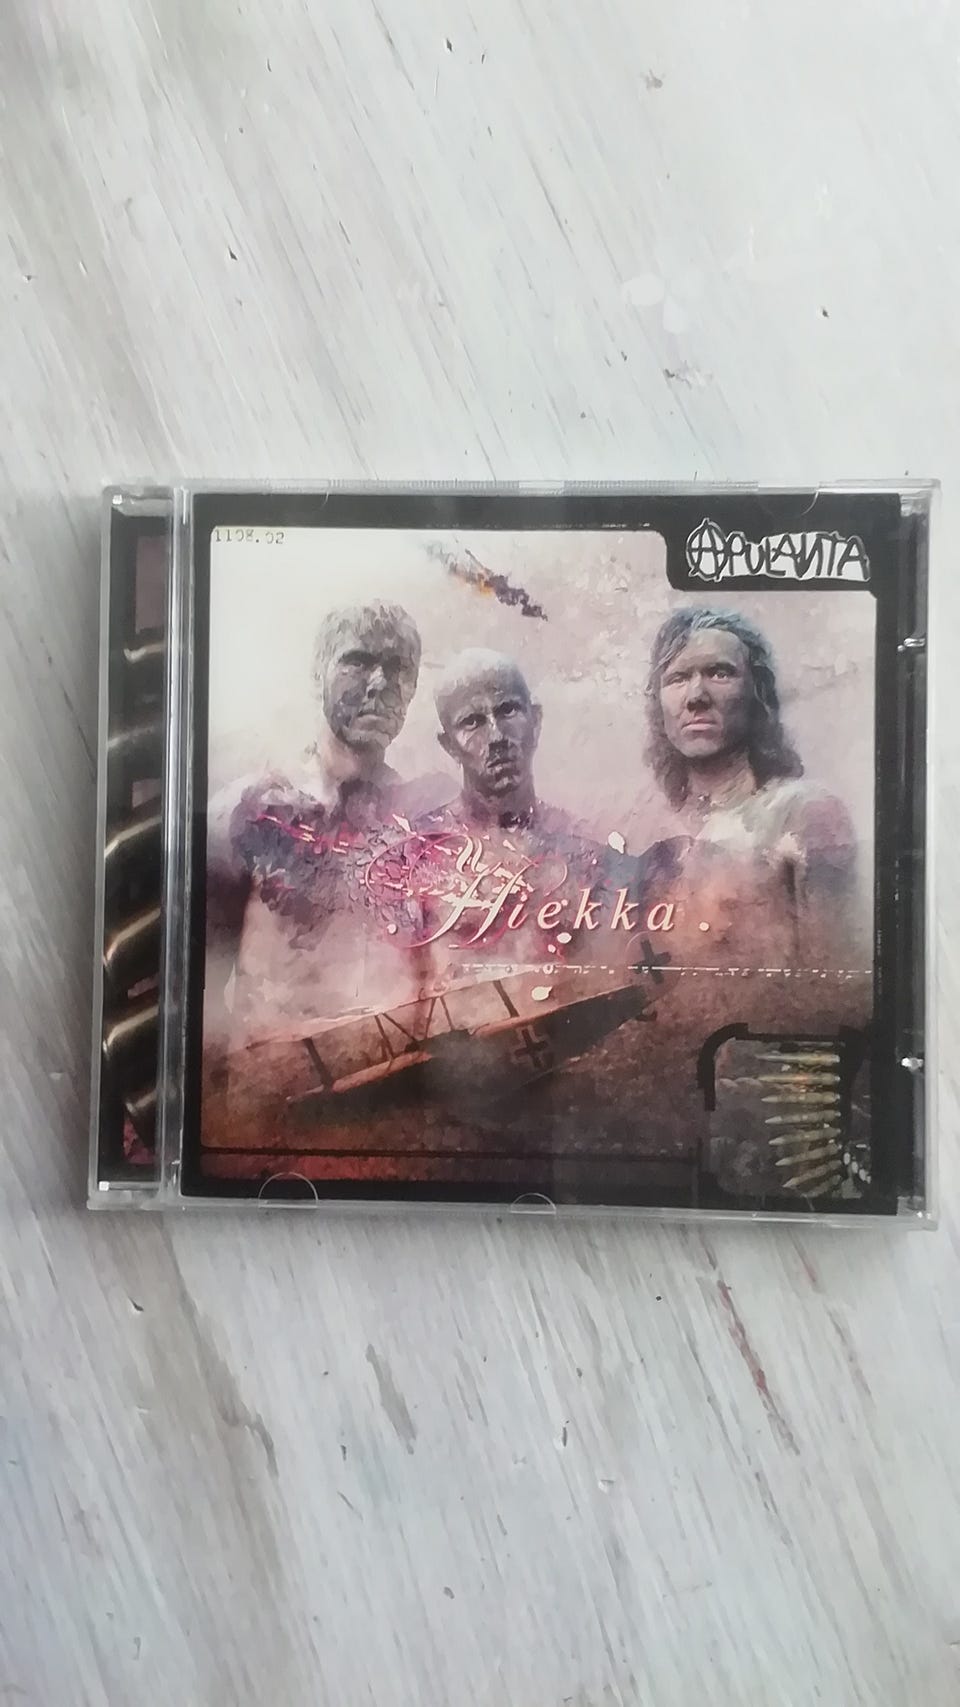 1108.02
APULANTA
Hiekka.